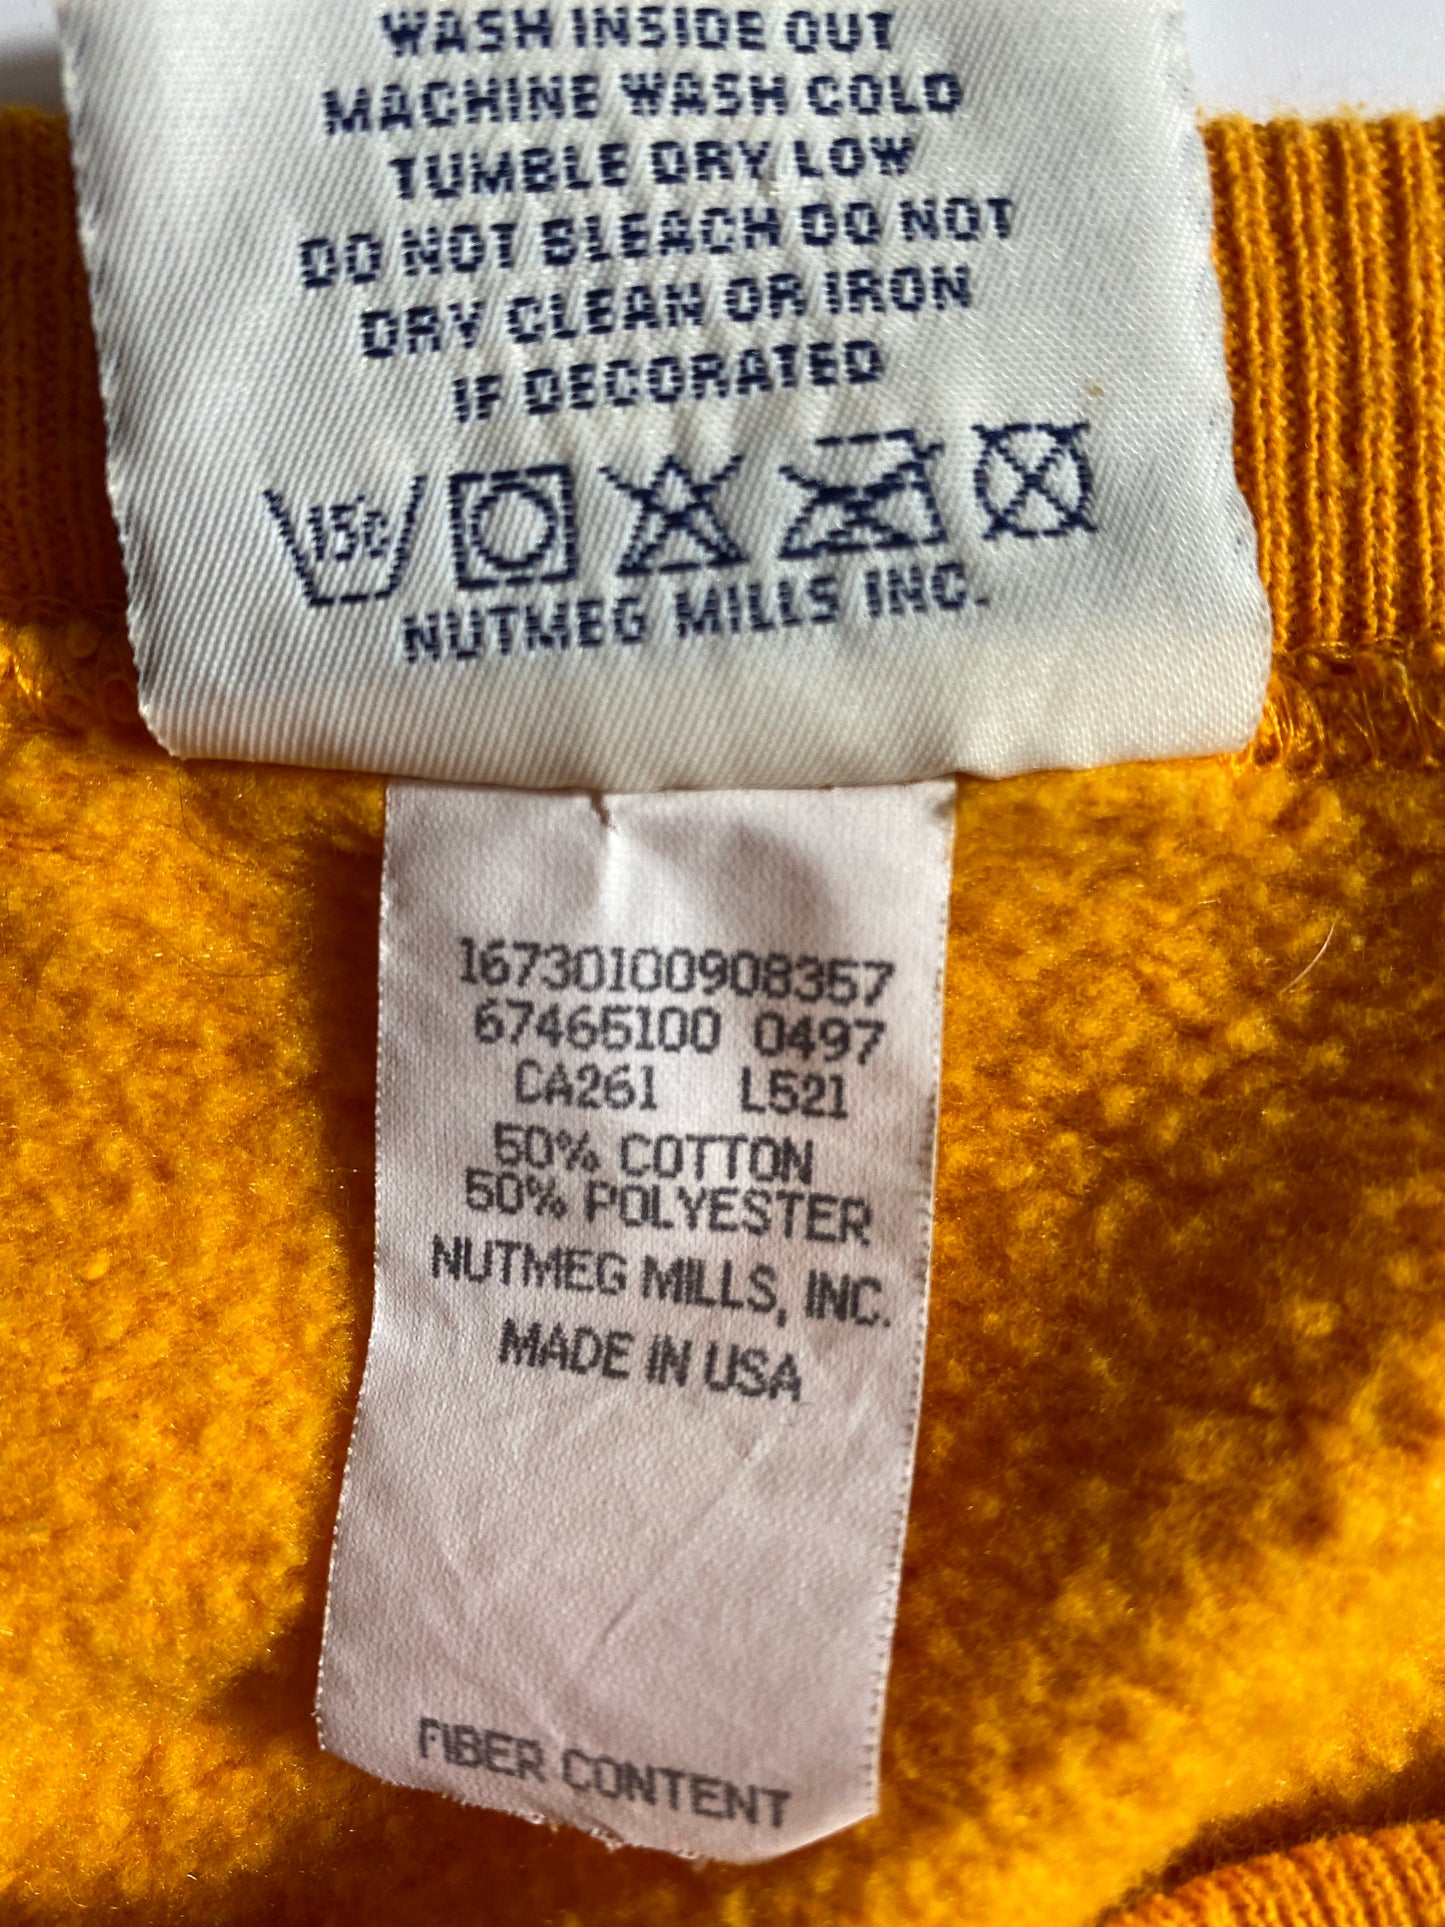 WASH INSIDE OUT
MACHINE WASH COLD
TUMBLE DRY LOW
DO NOT BLEACH DO NOT
DRY CLEAN OR IRON
IF DECORATED
15c
NUTMEG MILLS INC.
16730100908357
67465100 0497
CA261 L521
50% COTTON
50% POLYESTER
NUTMEG MILLS, INC.
MADE IN USA
FIBER CONTENT